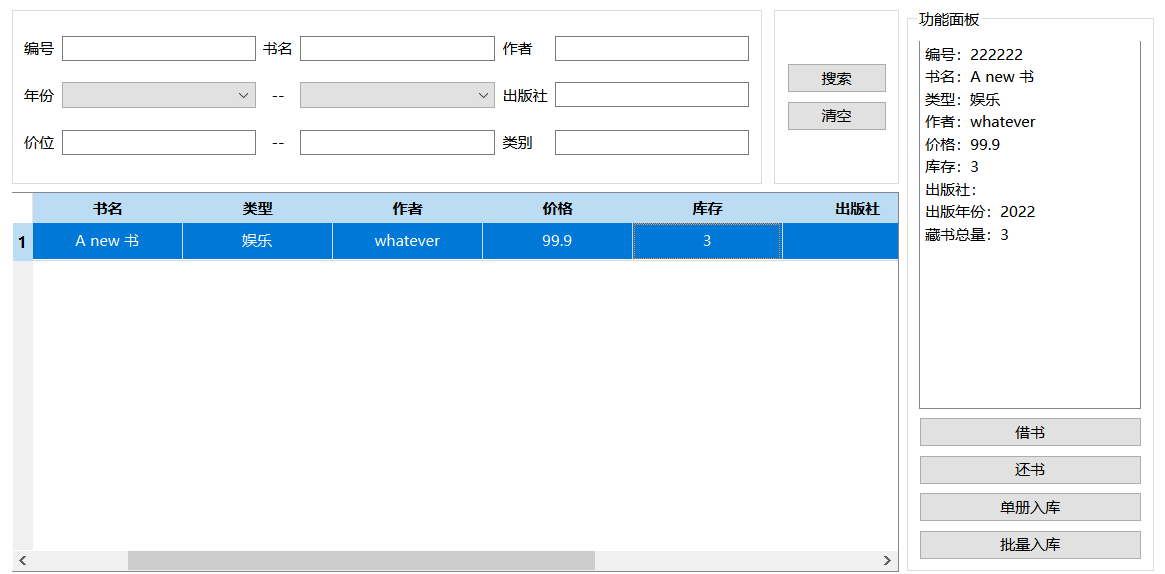 编号 书名 作者
年份 -- 出版社
价位 -- 类别
搜索
清空
书名 类型 作者 价格 库存 出版社
1 A new 书 娱乐 whatever 99.9 3
功能面板
编号：222222
书名：A new 书
类型：娱乐
作者：whatever
价格：99.9
库存：3
出版社：
出版年份：2022
藏书总量：3
借书
还书
单册入库
批量入库